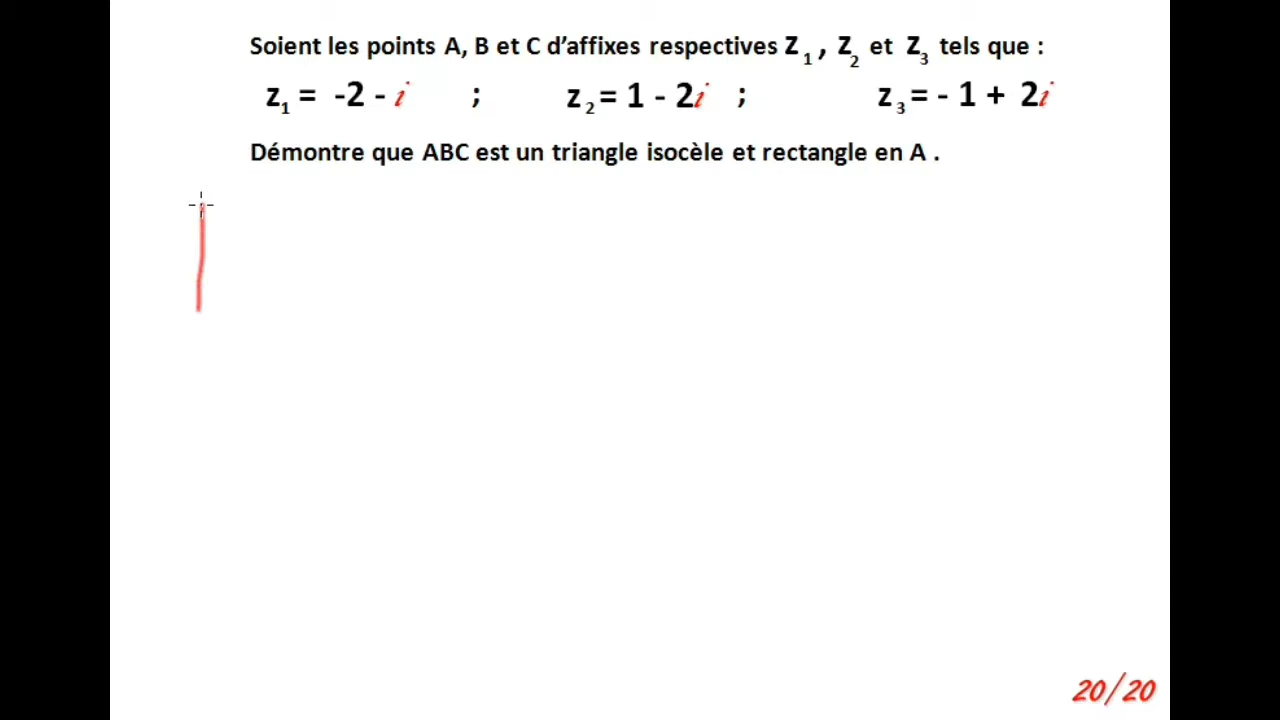 Soient les points A, B et C d'affixes respectives z₁ , z₂ et z₃ tels que :
z₁ = -2 - i ; z₂ = 1 - 2i ; z₃ = - 1 + 2i
Démontre que ABC est un triangle isocèle et rectangle en A .
20/20